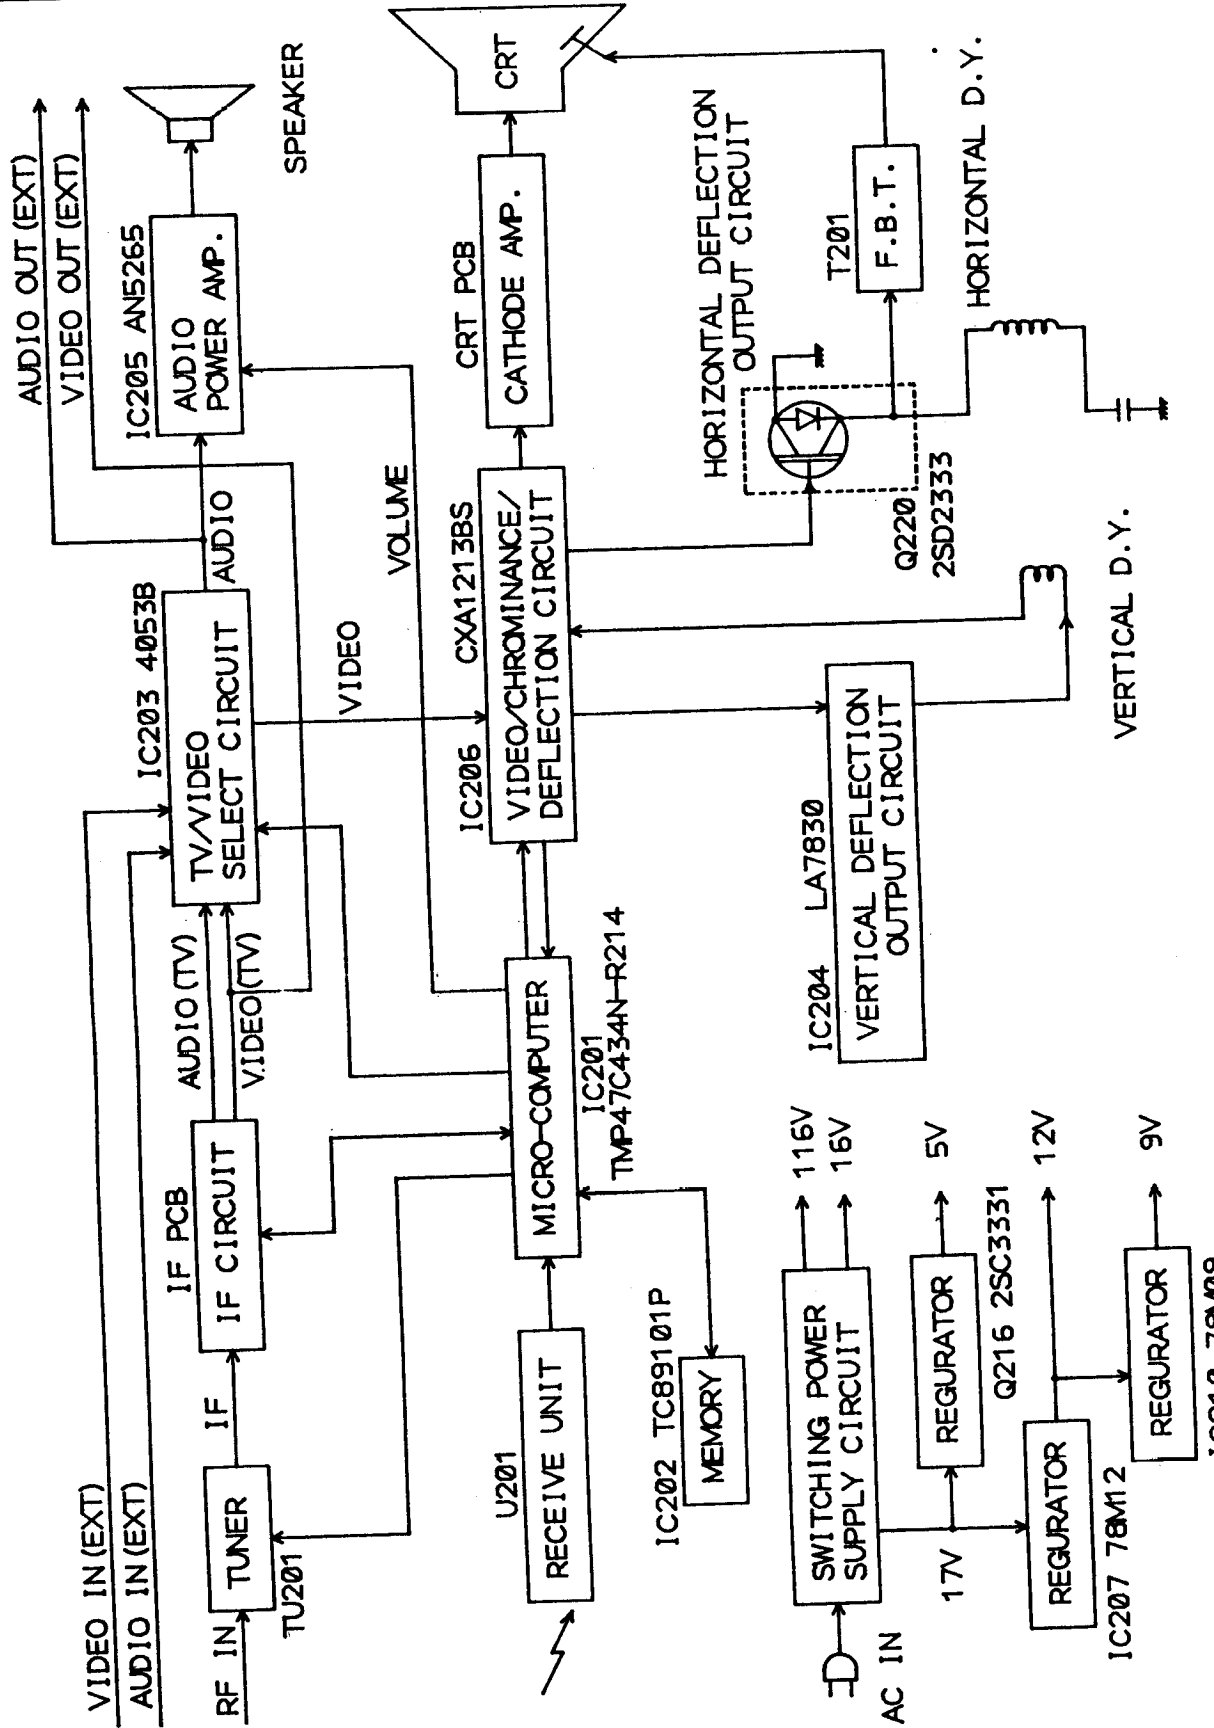 VIDEO IN(EXT)
AUDIO IN(EXT)
RF IN
TUNER
TU201
IF
IF PCB
IF CIRCUIT
AUDIO(TV)
VIDEO(TV)
IC203 4053B
TV/VIDEO
SELECT CIRCUIT
AUDIO
VIDEO
AUDIO OUT(EXT)
VIDEO OUT(EXT)
IC205 AN5265
AUDIO
POWER AMP.
SPEAKER
VOLUME
U201
RECEIVE UNIT
MICRO-COMPUTER
IC201
TMP47C434N-R214
IC202 TC89101P
MEMORY
IC206 CXA1213BS
VIDEO/CHROMINANCE/
DEFLECTION CIRCUIT
CRT PCB
CATHODE AMP.
CRT
HORIZONTAL DEFLECTION
OUTPUT CIRCUIT
Q220
2SD2333
T201
F.B.T.
HORIZONTAL D.Y.
IC204 LA7830
VERTICAL DEFLECTION
OUTPUT CIRCUIT
VERTICAL D.Y.
AC IN
SWITCHING POWER
SUPPLY CIRCUIT
116V
16V
17V
REGURATOR
5V
Q216 2SC3331
REGURATOR
12V
IC207 78M12
REGURATOR
9V